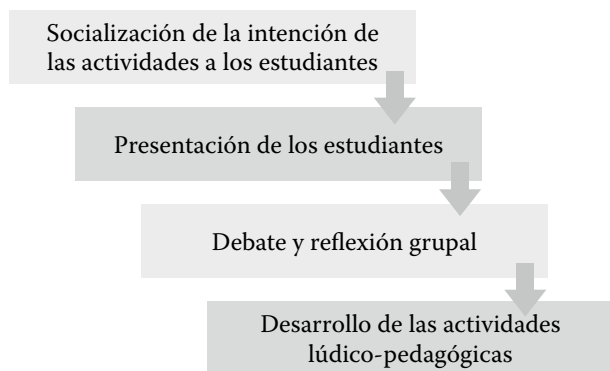 Socialización de la intención de
las actividades a los estudiantes
Presentación de los estudiantes
Debate y reflexión grupal
Desarrollo de las actividades
lúdico-pedagógicas